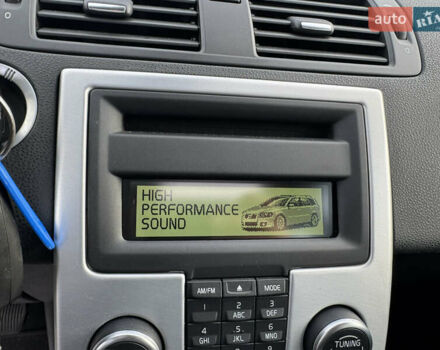 auto RIA
HIGH
PERFORMANCE
SOUND
AM/FM ▲ MODE
1 2 ABC 3 DEF
4 GHI 5 JKL 6 MNO
TUNING